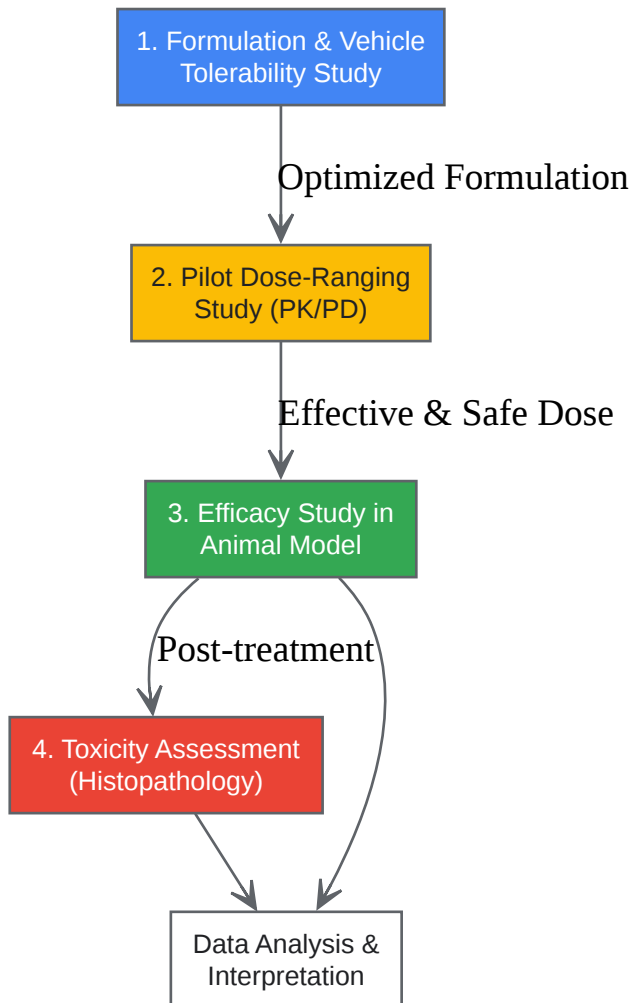 1. Formulation & Vehicle
Tolerability Study
Optimized Formulation
2. Pilot Dose-Ranging
Study (PK/PD)
Effective & Safe Dose
3. Efficacy Study in
Animal Model
Post-treatment
4. Toxicity Assessment
(Histopathology)
Data Analysis &
Interpretation